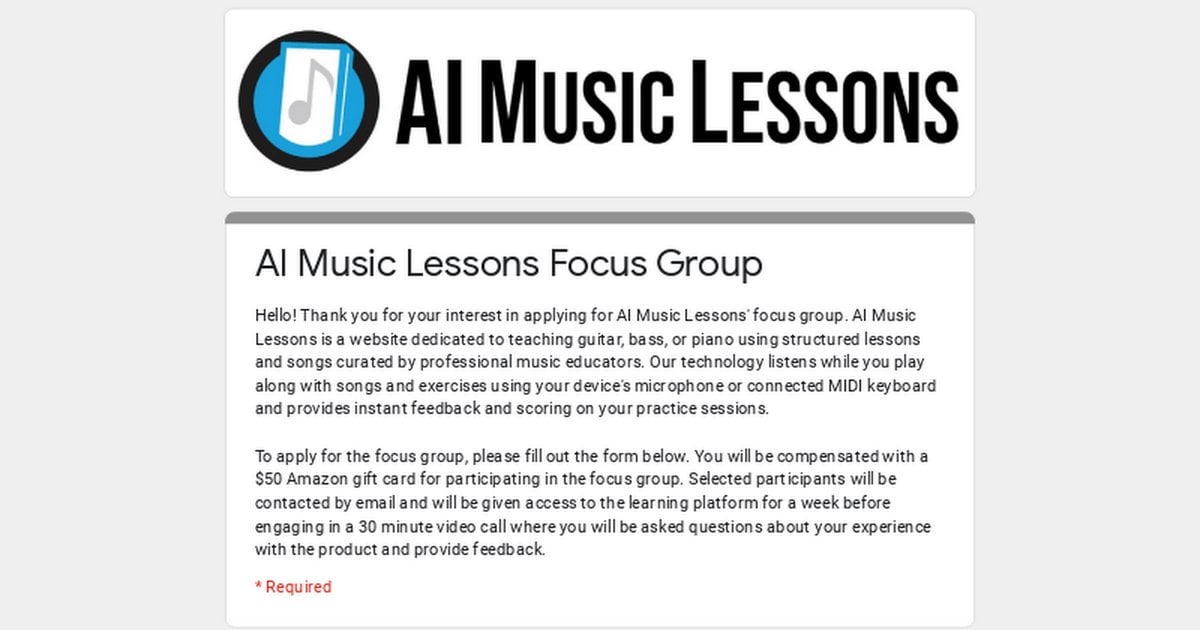 AI MUSIC LESSONS
AI Music Lessons Focus Group
Hello! Thank you for your interest in applying for AI Music Lessons' focus group. AI Music
Lessons is a website dedicated to teaching guitar, bass, or piano using structured lessons
and songs curated by professional music educators. Our technology listens while you play
along with songs and exercises using your device's microphone or connected MIDI keyboard
and provides instant feedback and scoring on your practice sessions.
To apply for the focus group, please fill out the form below. You will be compensated with a
$50 Amazon gift card for participating in the focus group. Selected participants will be
contacted by email and will be given access to the learning platform for a week before
engaging in a 30 minute video call where you will be asked questions about your experience
with the product and provide feedback.
* Required